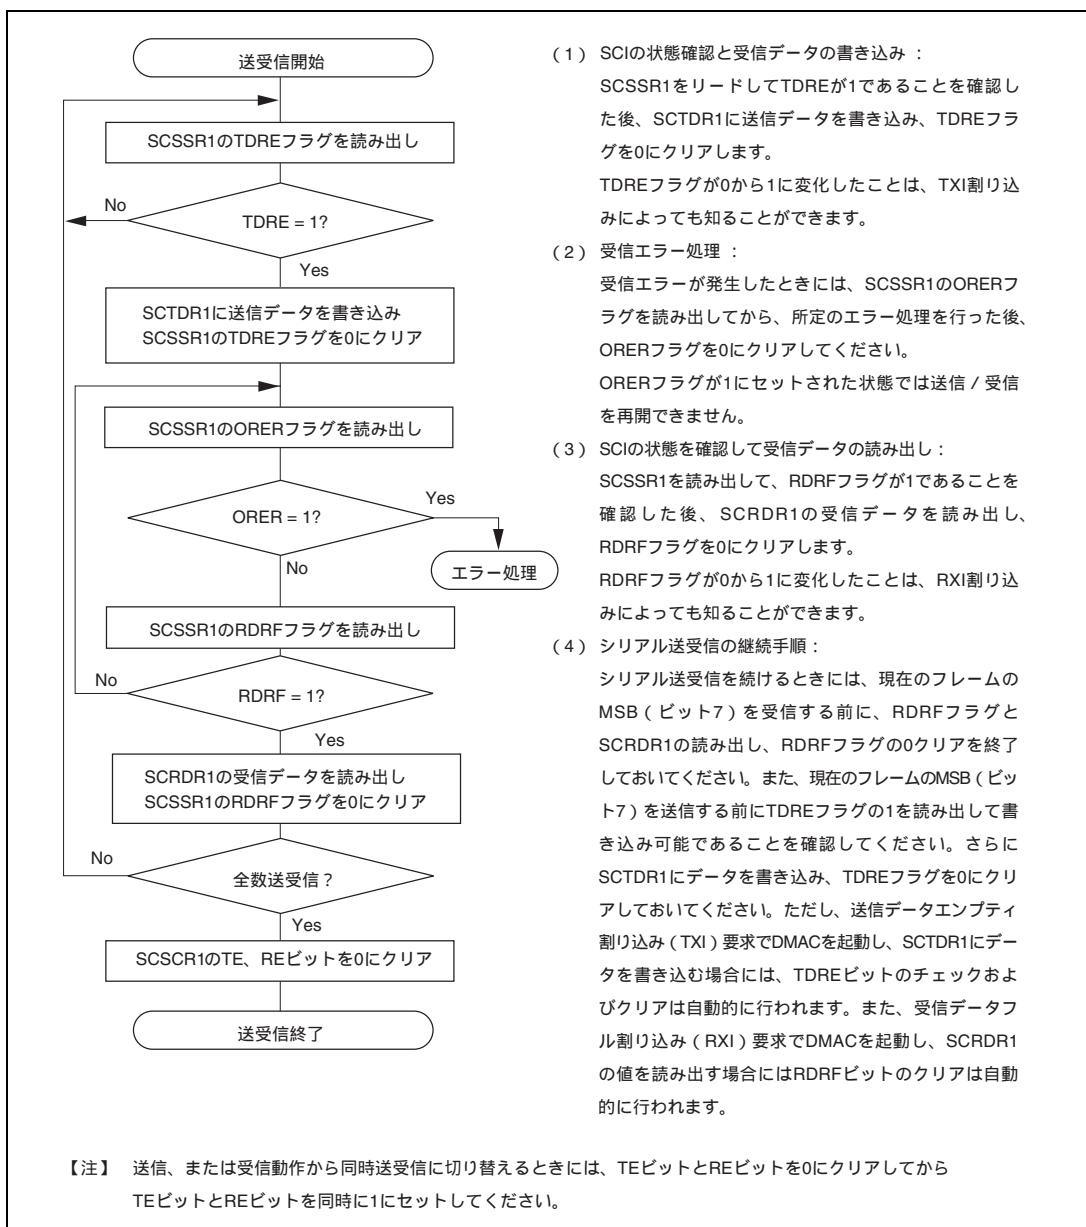 送受信開始
SCSSR1のTDREフラグを読み出し
No
TDRE = 1?
Yes
SCTDR1に送信データを書き込み
SCSSR1のTDREフラグを0にクリア
SCSSR1のORERフラグを読み出し
Yes
ORER = 1?
No
エラー処理
SCSSR1のRDRFフラグを読み出し
No
RDRF = 1?
Yes
SCRDR1の受信データを読み出し
SCSSR1のRDRFフラグを0にクリア
No
全数送受信？
Yes
SCSCR1のTE、REビットを0にクリア
送受信終了
（1） SCIの状態確認と受信データの書き込み ：
SCSSR1をリードしてTDREが1であることを確認し
た後、SCTDR1に送信データを書き込み、TDREフラ
グを0にクリアします。
TDREフラグが0から1に変化したことは、TXI割り込
みによっても知ることができます。
（2） 受信エラー処理 ：
受信エラーが発生したときには、SCSSR1のORERフ
ラグを読み出してから、所定のエラー処理を行った後、
ORERフラグを0にクリアしてください。
ORERフラグが1にセットされた状態では送信 / 受信
を再開できません。
（3） SCIの状態を確認して受信データの読み出し：
SCSSR1を読み出して、RDRFフラグが1であることを
確認した後、SCRDR1の受信データを読み出し、
RDRFフラグを0にクリアします。
RDRFフラグが0から1に変化したことは、RXI割り込
みによっても知ることができます。
（4） シリアル送受信の継続手順：
シリアル送受信を続けるときには、現在のフレームの
MSB（ビット7）を受信する前に、RDRFフラグと
SCRDR1の読み出し、RDRFフラグの0クリアを終了
しておいてください。また、現在のフレームのMSB（ビッ
ト7）を送信する前にTDREフラグの1を読み出して書
き込み可能であることを確認してください。さらに
SCTDR1にデータを書き込み、TDREフラグを0にクリ
アしておいてください。ただし、送信データエンプティ
割り込み（TXI）要求でDMACを起動し、SCTDR1にデー
タを書き込む場合には、TDREビットのチェックおよ
びクリアは自動的に行われます。また、受信データフ
ル割り込み（RXI）要求でDMACを起動し、SCRDR1
の値を読み出す場合にはRDRFビットのクリアは自動
的に行われます。
【注】 送信、または受信動作から同時送受信に切り替えるときには、TEビットとREビットを0にクリアしてから
TEビットとREビットを同時に1にセットしてください。